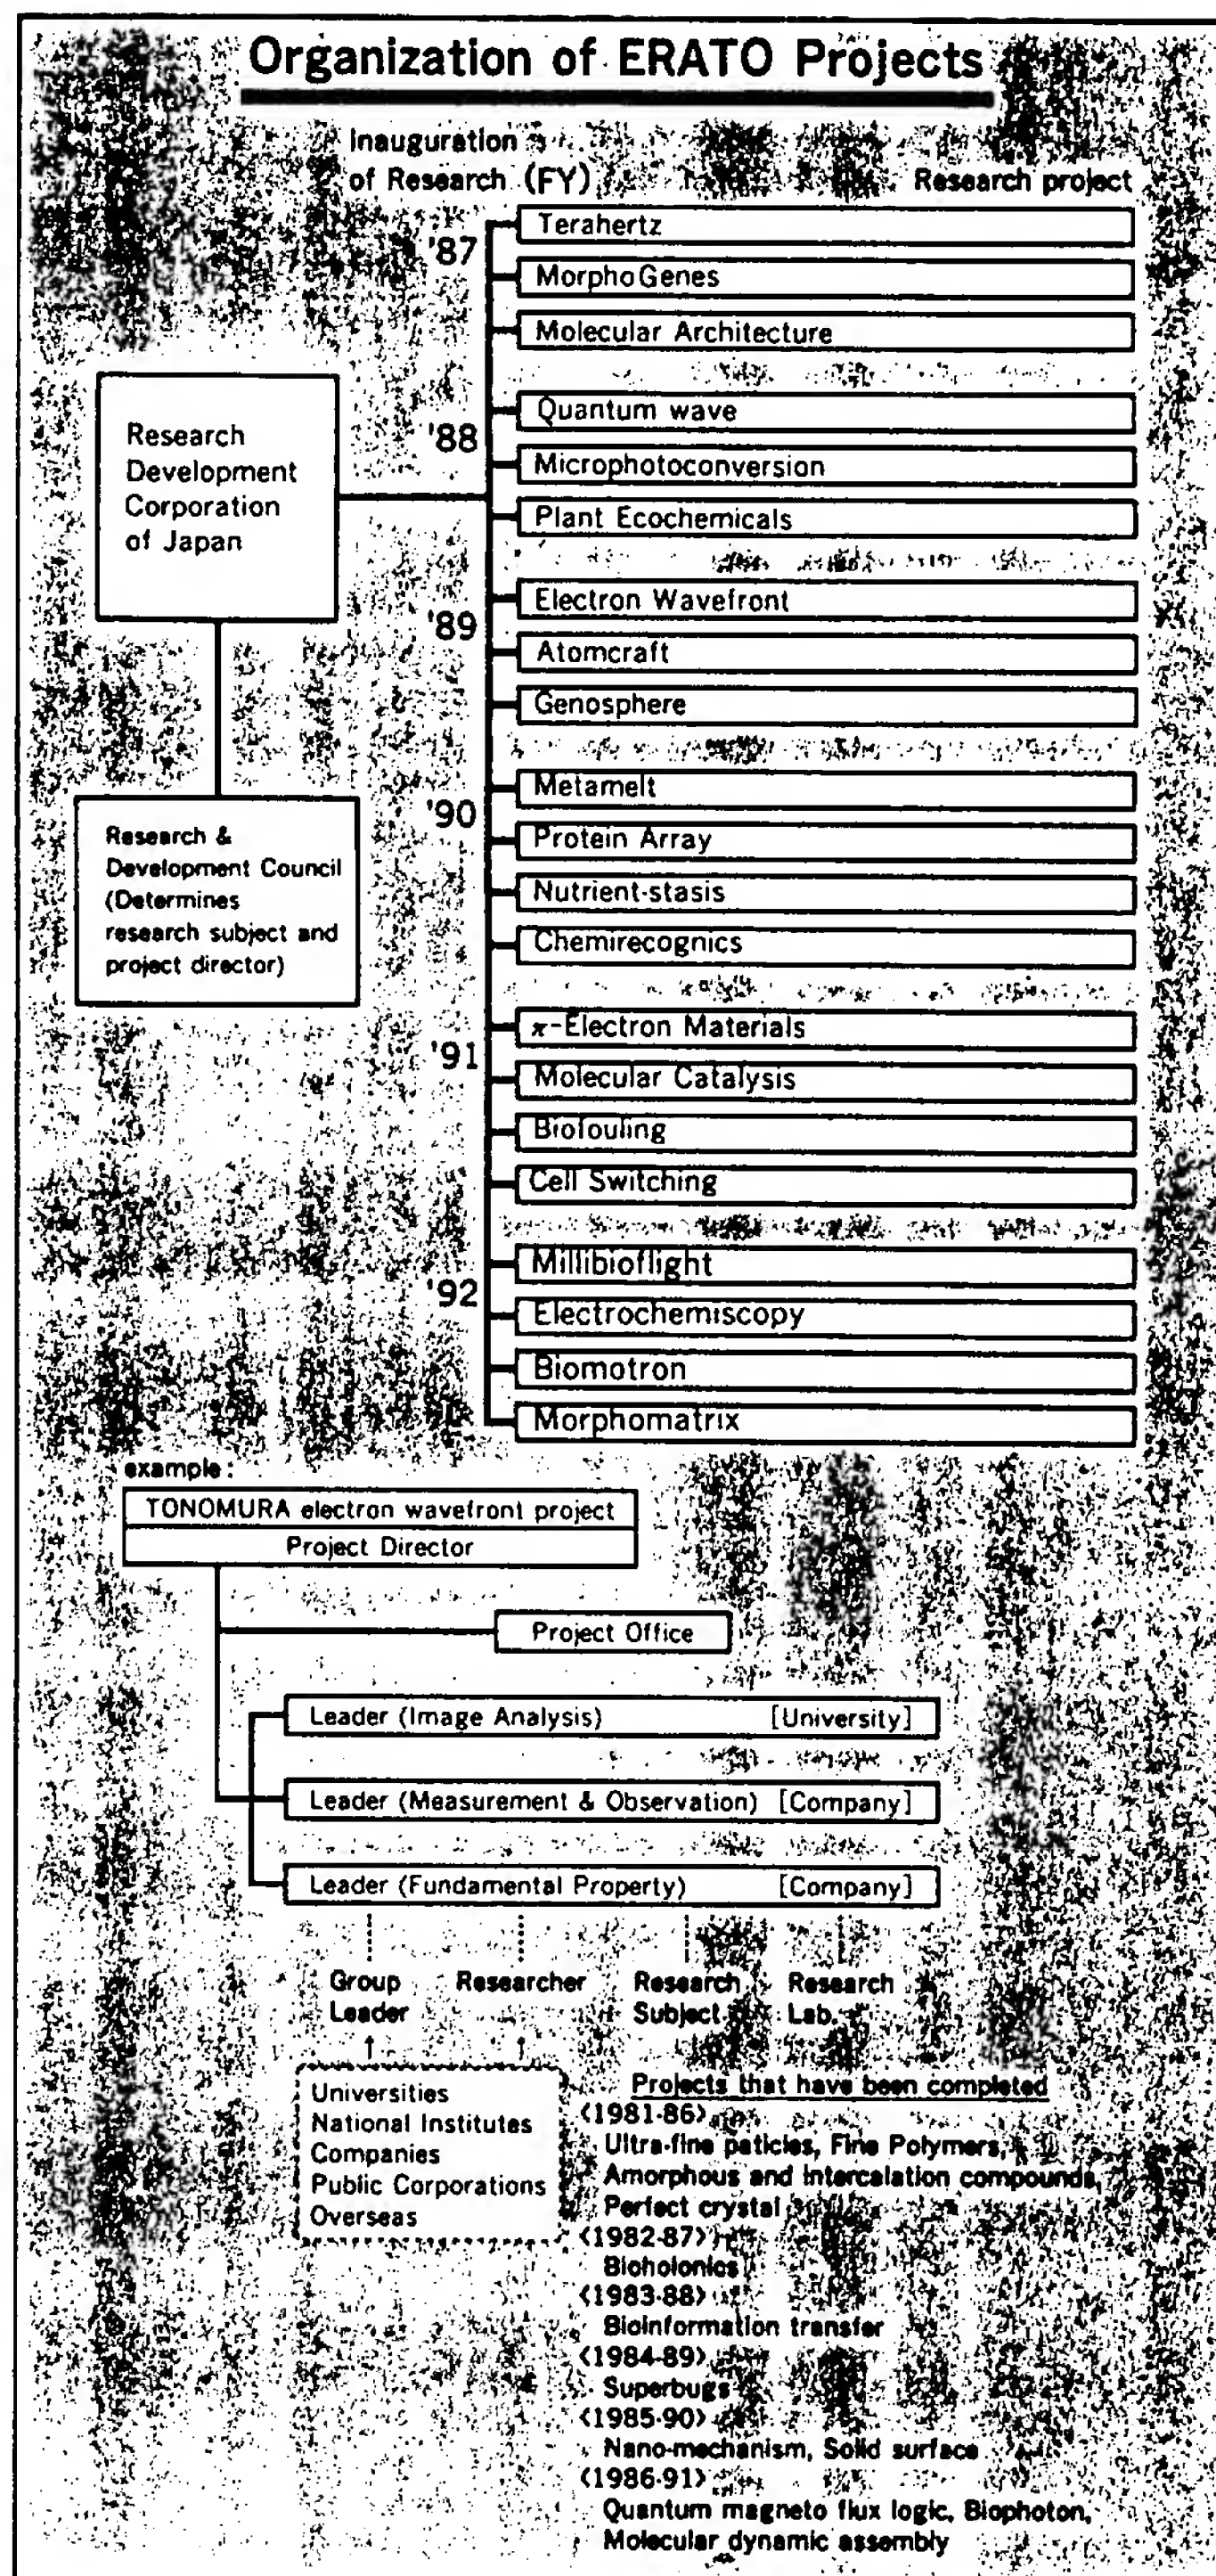 Organization of ERATO Projects
Inauguration
of Research (FY)
Research project
'87
Terahertz
MorphoGenes
Molecular Architecture
'88
Quantum wave
Microphotoconversion
Plant Ecochemicals
'89
Electron Wavefront
Atomcraft
Genosphere
'90
Metamelt
Protein Array
Nutrient-stasis
Chemirecognics
'91
π-Electron Materials
Molecular Catalysis
Biofouling
Cell Switching
'92
Millibioflight
Electrochemiscopy
Biomotron
Morphomatrix
Research
Development
Corporation
of Japan
Research &
Development Council
(Determines
research subject and
project director)
example:
TONOMURA electron wavefront project
Project Director
Project Office
Leader (Image Analysis) [University]
Leader (Measurement & Observation) [Company]
Leader (Fundamental Property) [Company]
Group
Leader
Researcher
Research
Subject
Research
Lab.
Universities
National Institutes
Companies
Public Corporations
Overseas
Projects that have been completed
<1981-86>
Ultra-fine paticles, Fine Polymers,
Amorphous and Intercalation compounds,
Perfect crystal
<1982-87>
Bioholonics
<1983-88>
Bioinformation transfer
<1984-89>
Superbugs
<1985-90>
Nano-mechanism, Solid surface
<1986-91>
Quantum magneto flux logic, Biophoton,
Molecular dynamic assembly